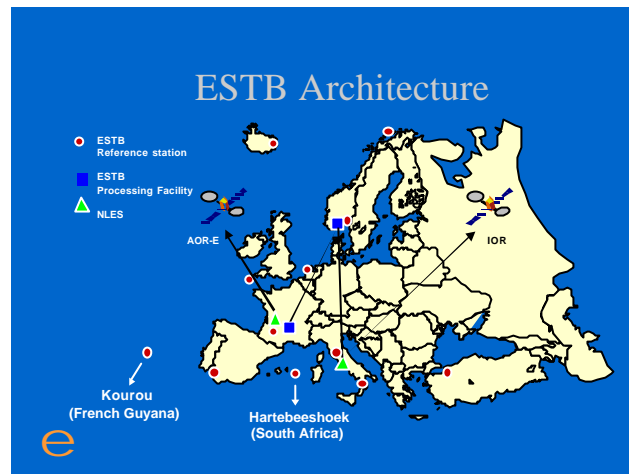 ESTB Architecture
ESTB
Reference station
ESTB
Processing Facility
NLES
AOR-E
IOR
Kourou
(French Guyana)
Hartebeeshoek
(South Africa)
e